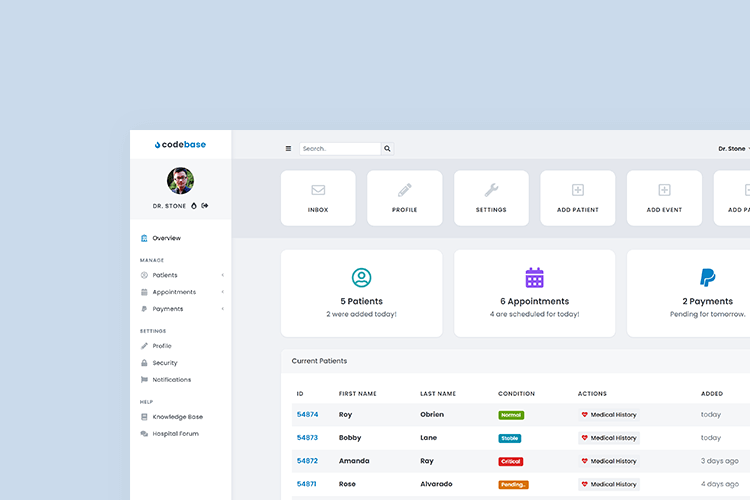 codebase
Search..
Dr. Stone
DR. STONE
INBOX
PROFILE
SETTINGS
ADD PATIENT
ADD EVENT
ADD PA
Overview
MANAGE
Patients
Appointments
Payments
SETTINGS
Profile
Security
Notifications
HELP
Knowledge Base
Hospital Forum
5 Patients
2 were added today!
6 Appointments
4 are scheduled for today!
2 Payments
Pending for tomorrow.
Current Patients
ID FIRST NAME LAST NAME CONDITION ACTIONS ADDED
54874 Roy Obrien Normal Medical History today
54873 Bobby Lane Stable Medical History today
54872 Amanda Ray Critical Medical History 3 days ago
54871 Rose Alvarado Pending.. Medical History 4 days ago